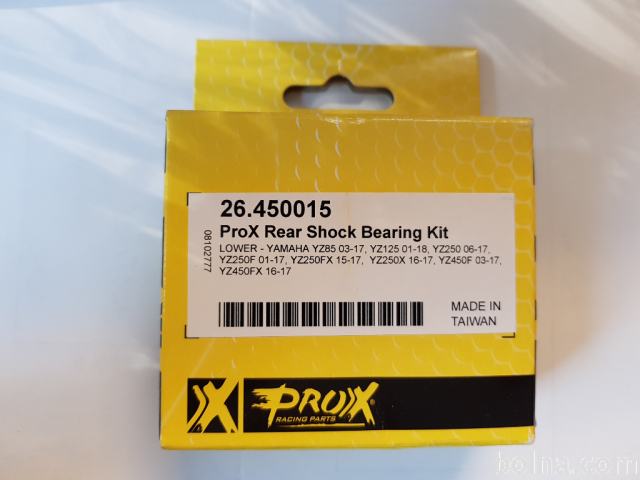 26.450015
ProX Rear Shock Bearing Kit
LOWER - YAMAHA YZ85 03-17, YZ125 01-18, YZ250 06-17,
YZ250F 01-17, YZ250FX 15-17, YZ250X 16-17, YZ450F 03-17,
YZ450FX 16-17
08102777
MADE IN
TAIWAN
PROX
RACING PARTS
®
bolha.com